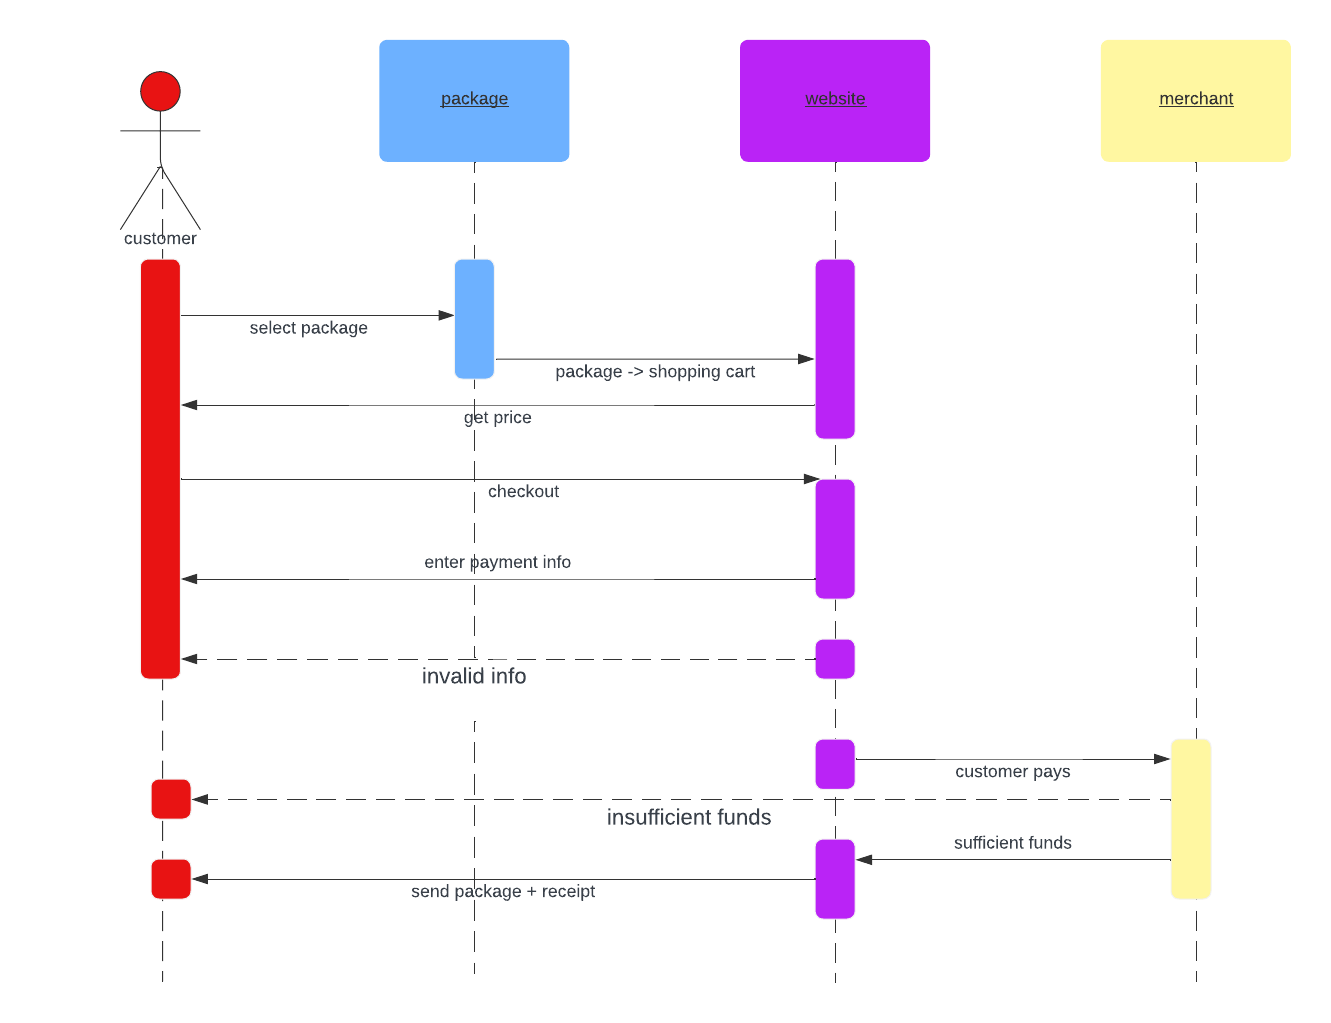 package
website
merchant
customer
select package
package -> shopping cart
get price
checkout
enter payment info
invalid info
customer pays
insufficient funds
sufficient funds
send package + receipt